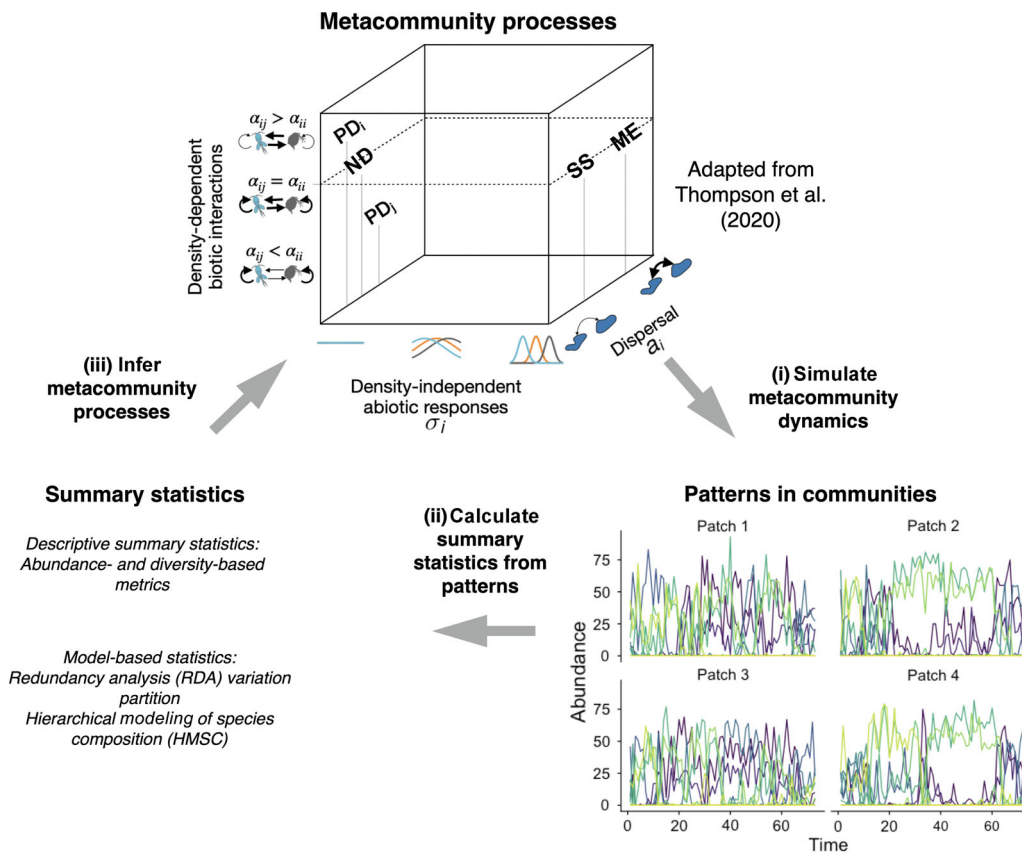 Metacommunity processes
Density-dependent
biotic interactions
αij > αii
αij = αii
αij < αii
PDi
ND
PDj
SS
ME
Adapted from
Thompson et al.
(2020)
Dispersal
ai
Density-independent
abiotic responses
σi
(iii) Infer
metacommunity
processes
(i) Simulate
metacommunity
dynamics
Summary statistics
Descriptive summary statistics:
Abundance- and diversity-based
metrics
Model-based statistics:
Redundancy analysis (RDA) variation
partition
Hierarchical modeling of species
composition (HMSC)
(ii) Calculate
summary
statistics from
patterns
Patterns in communities
Patch 1
Patch 2
75
50
25
0
Patch 3
Patch 4
75
50
25
0
Abundance
0 20 40 60
0 20 40 60
Time